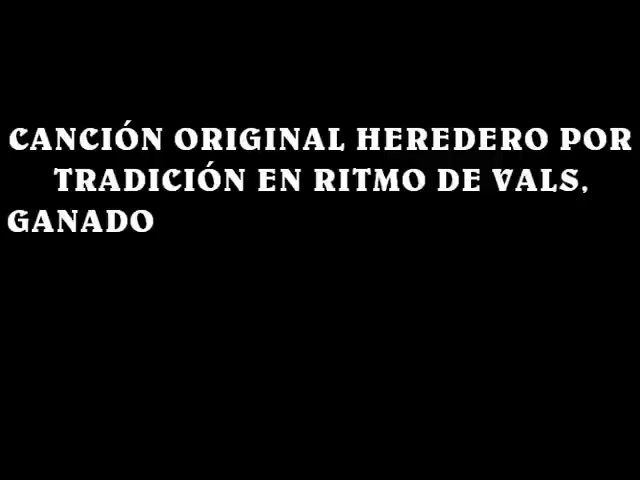 CANCIÓN ORIGINAL HEREDERO POR
TRADICIÓN EN RITMO DE VALS,
GANADO